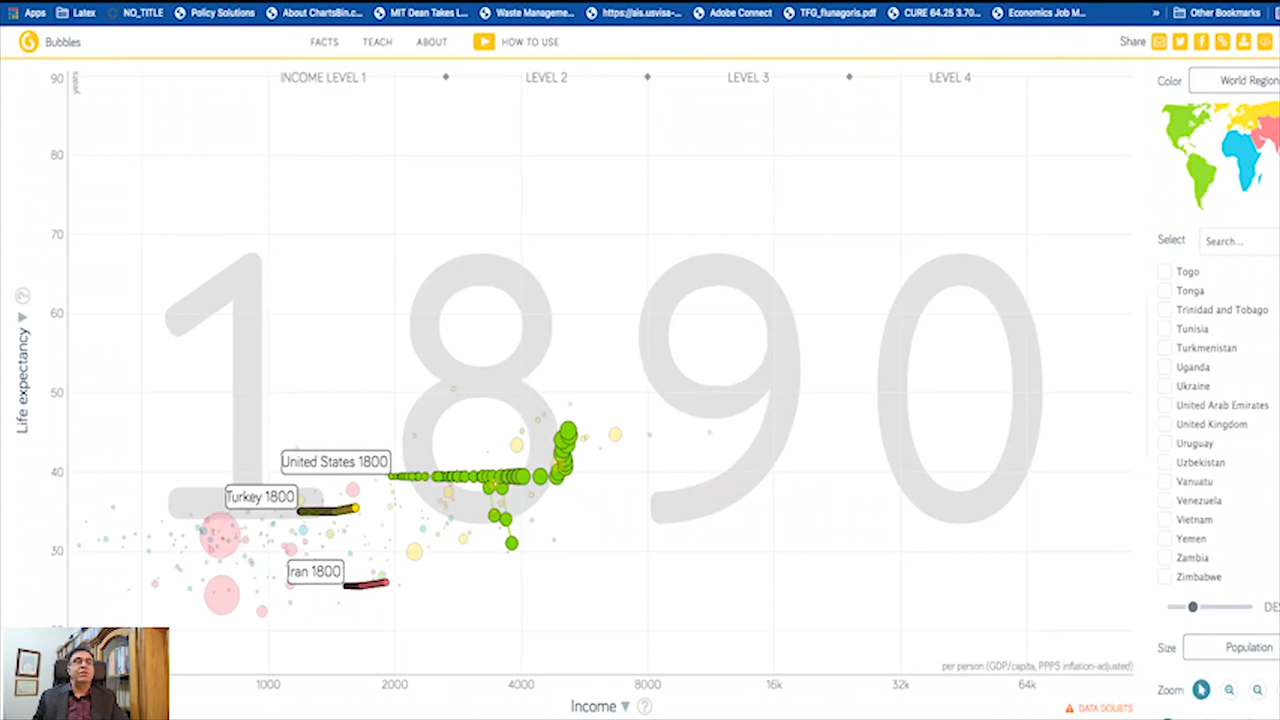 Apps Latex NO_TITLE Policy Solutions About ChartsBin.c... MIT Dean Takes L... Waste Manageme... https://ais.usvisa-... Adobe Connect TFG_flunagoris.pdf CURE 64.25 3.70... Economics Job M... » Other Bookmarks
Bubbles FACTS TEACH ABOUT HOW TO USE Share
INCOME LEVEL 1 LEVEL 2 LEVEL 3 LEVEL 4
Color World Region
90
years
80
70
60
50
40
30
Life expectancy ▼ ?
1890
United States 1800
Turkey 1800
Iran 1800
Select Search...
Togo
Tonga
Trinidad and Tobago
Tunisia
Turkmenistan
Uganda
Ukraine
United Arab Emirates
United Kingdom
Uruguay
Uzbekistan
Vanuatu
Venezuela
Vietnam
Yemen
Zambia
Zimbabwe
Size Population
per person (GDP/capita, PPP$ inflation-adjusted)
1000 2000 4000 8000 16k 32k 64k
Zoom
Income ▼ ?
DATA DOUBTS